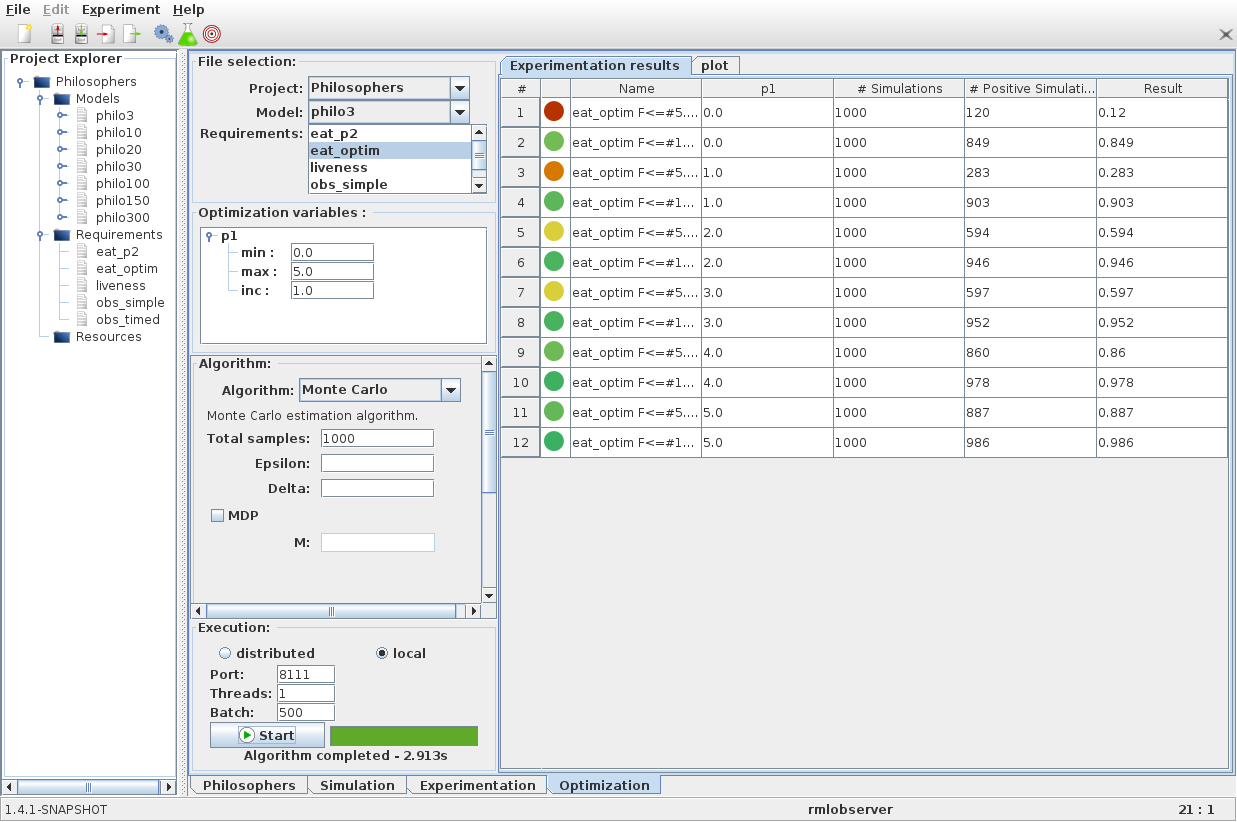 File Edit Experiment Help
Project Explorer
Philosophers
Models
philo3
philo10
philo20
philo30
philo100
philo150
philo300
Requirements
eat_p2
eat_optim
liveness
obs_simple
obs_timed
Resources
File selection:
Project: Philosophers
Model: philo3
Requirements: eat_p2
eat_optim
liveness
obs_simple
Optimization variables :
p1
min : 0.0
max : 5.0
inc : 1.0
Algorithm:
Algorithm: Monte Carlo
Monte Carlo estimation algorithm.
Total samples: 1000
Epsilon:
Delta:
MDP
M:
Execution:
distributed local
Port: 8111
Threads: 1
Batch: 500
Start
Algorithm completed - 2.913s
Experimentation results plot
# Name p1 # Simulations # Positive Simulati... Result
1 eat_optim F<=#5.... 0.0 1000 120 0.12
2 eat_optim F<=#1... 0.0 1000 849 0.849
3 eat_optim F<=#5.... 1.0 1000 283 0.283
4 eat_optim F<=#1... 1.0 1000 903 0.903
5 eat_optim F<=#5.... 2.0 1000 594 0.594
6 eat_optim F<=#1... 2.0 1000 946 0.946
7 eat_optim F<=#5.... 3.0 1000 597 0.597
8 eat_optim F<=#1... 3.0 1000 952 0.952
9 eat_optim F<=#5.... 4.0 1000 860 0.86
10 eat_optim F<=#1... 4.0 1000 978 0.978
11 eat_optim F<=#5.... 5.0 1000 887 0.887
12 eat_optim F<=#1... 5.0 1000 986 0.986
Philosophers Simulation Experimentation Optimization
1.4.1-SNAPSHOT rmlobserver 21 : 1